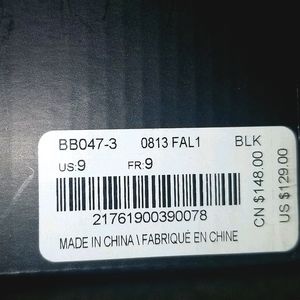 BB047-3 0813 FAL1 BLK
US:9 FR:9
21761900390078
MADE IN CHINA \ FABRIQUÉ EN CHINE
CN $148.00
US $129.00